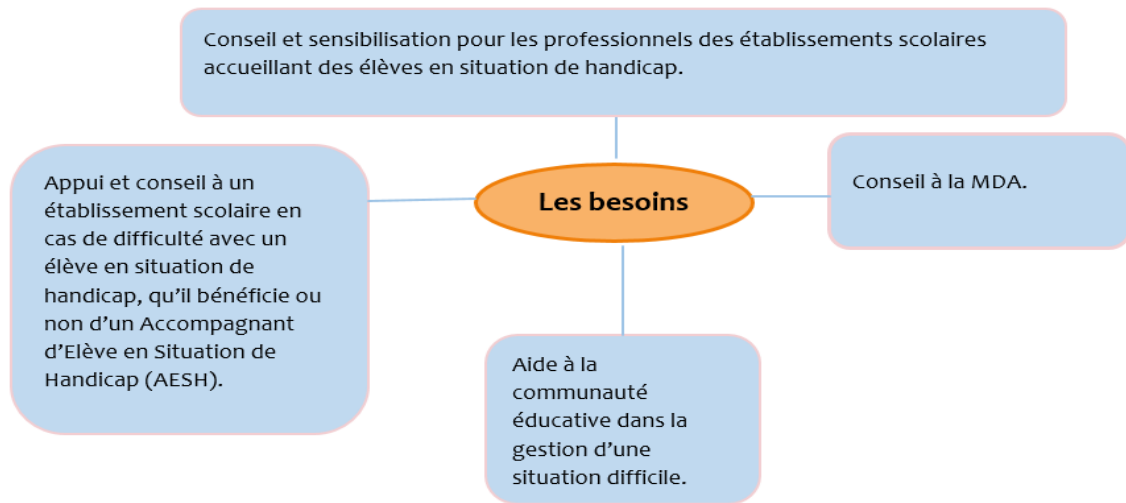 Conseil et sensibilisation pour les professionnels des établissements scolaires
accueillant des élèves en situation de handicap.
Appui et conseil à un
établissement scolaire en
cas de difficulté avec un
élève en situation de
handicap, qu’il bénéficie ou
non d’un Accompagnant
d’Elève en Situation de
Handicap (AESH).
Les besoins
Conseil à la MDA.
Aide à la
communauté
éducative dans la
gestion d’une
situation difficile.